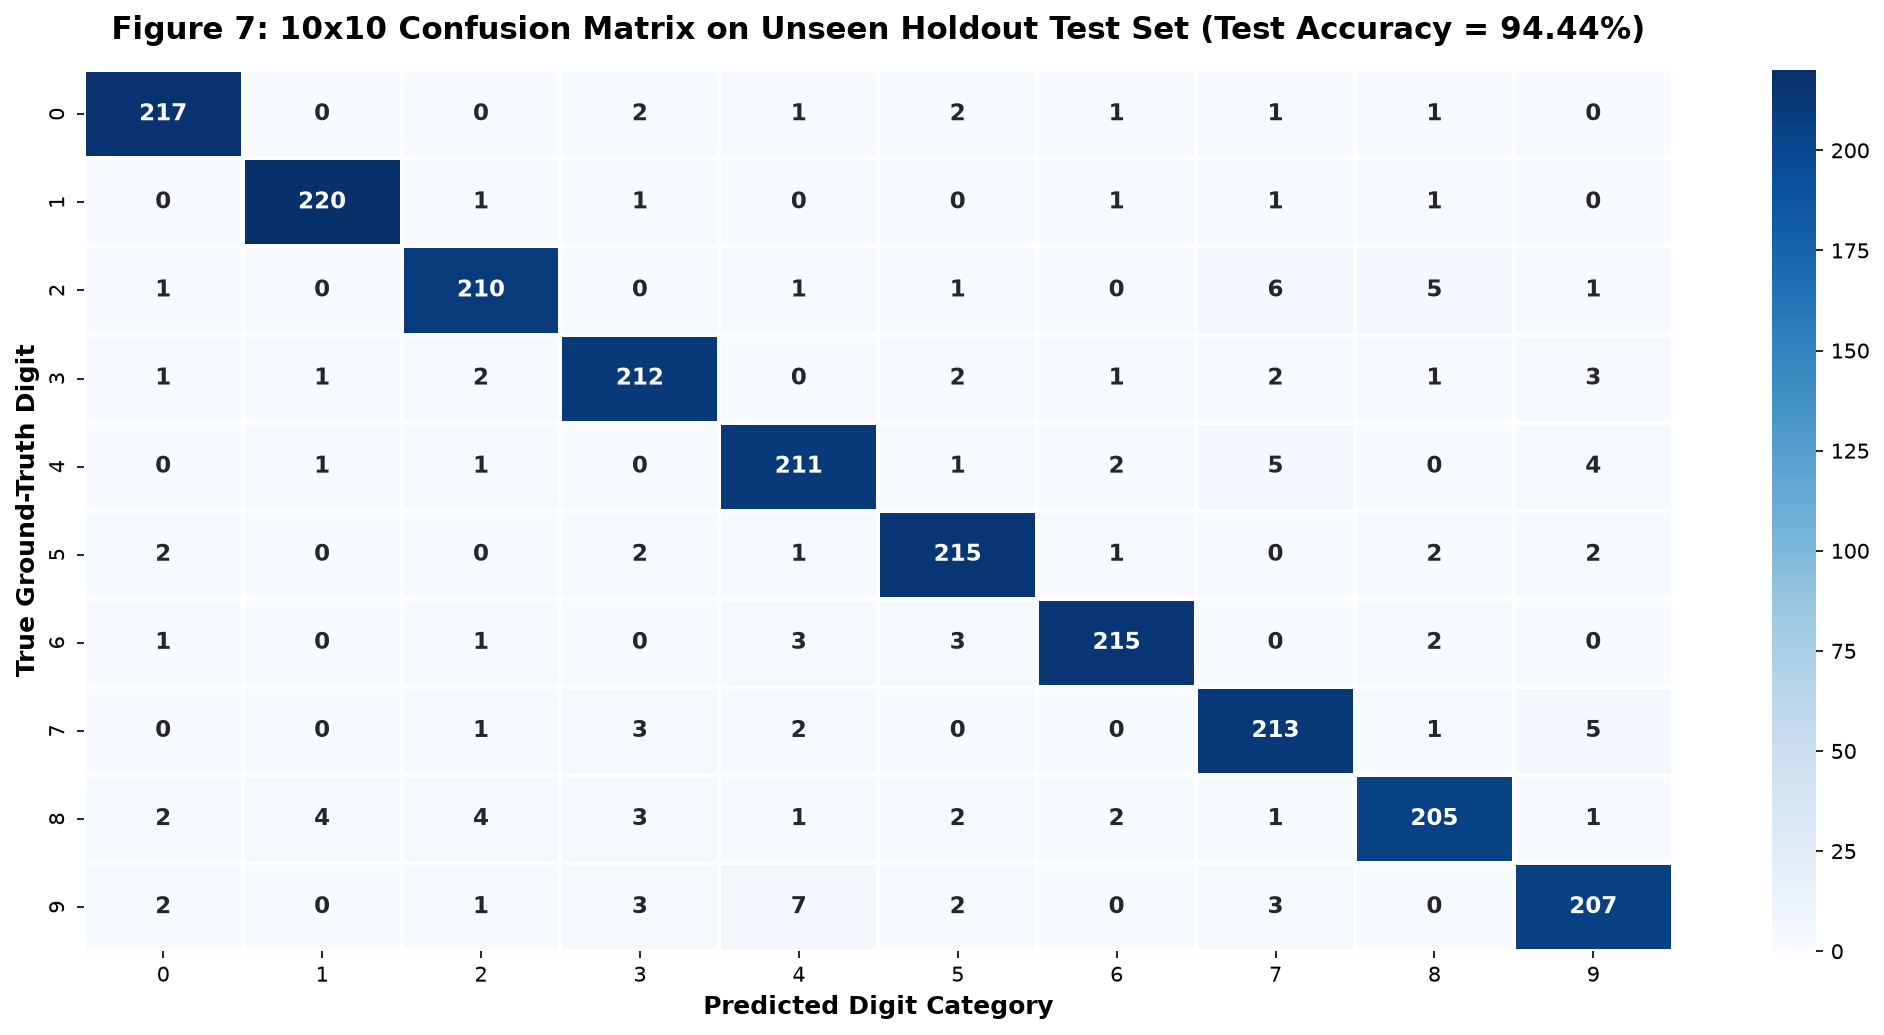 Figure 7: 10x10 Confusion Matrix on Unseen Holdout Test Set (Test Accuracy = 94.44%)
True Ground-Truth Digit
0 217 0 0 2 1 2 1 1 1 0
1 0 220 1 1 0 0 1 1 1 0
2 1 0 210 0 1 1 0 6 5 1
3 1 1 2 212 0 2 1 2 1 3
4 0 1 1 0 211 1 2 5 0 4
5 2 0 0 2 1 215 1 0 2 2
6 1 0 1 0 3 3 215 0 2 0
7 0 0 1 3 2 0 0 213 1 5
8 2 4 4 3 1 2 2 1 205 1
9 2 0 1 3 7 2 0 3 0 207
0 1 2 3 4 5 6 7 8 9
Predicted Digit Category
200
175
150
125
100
75
50
25
0